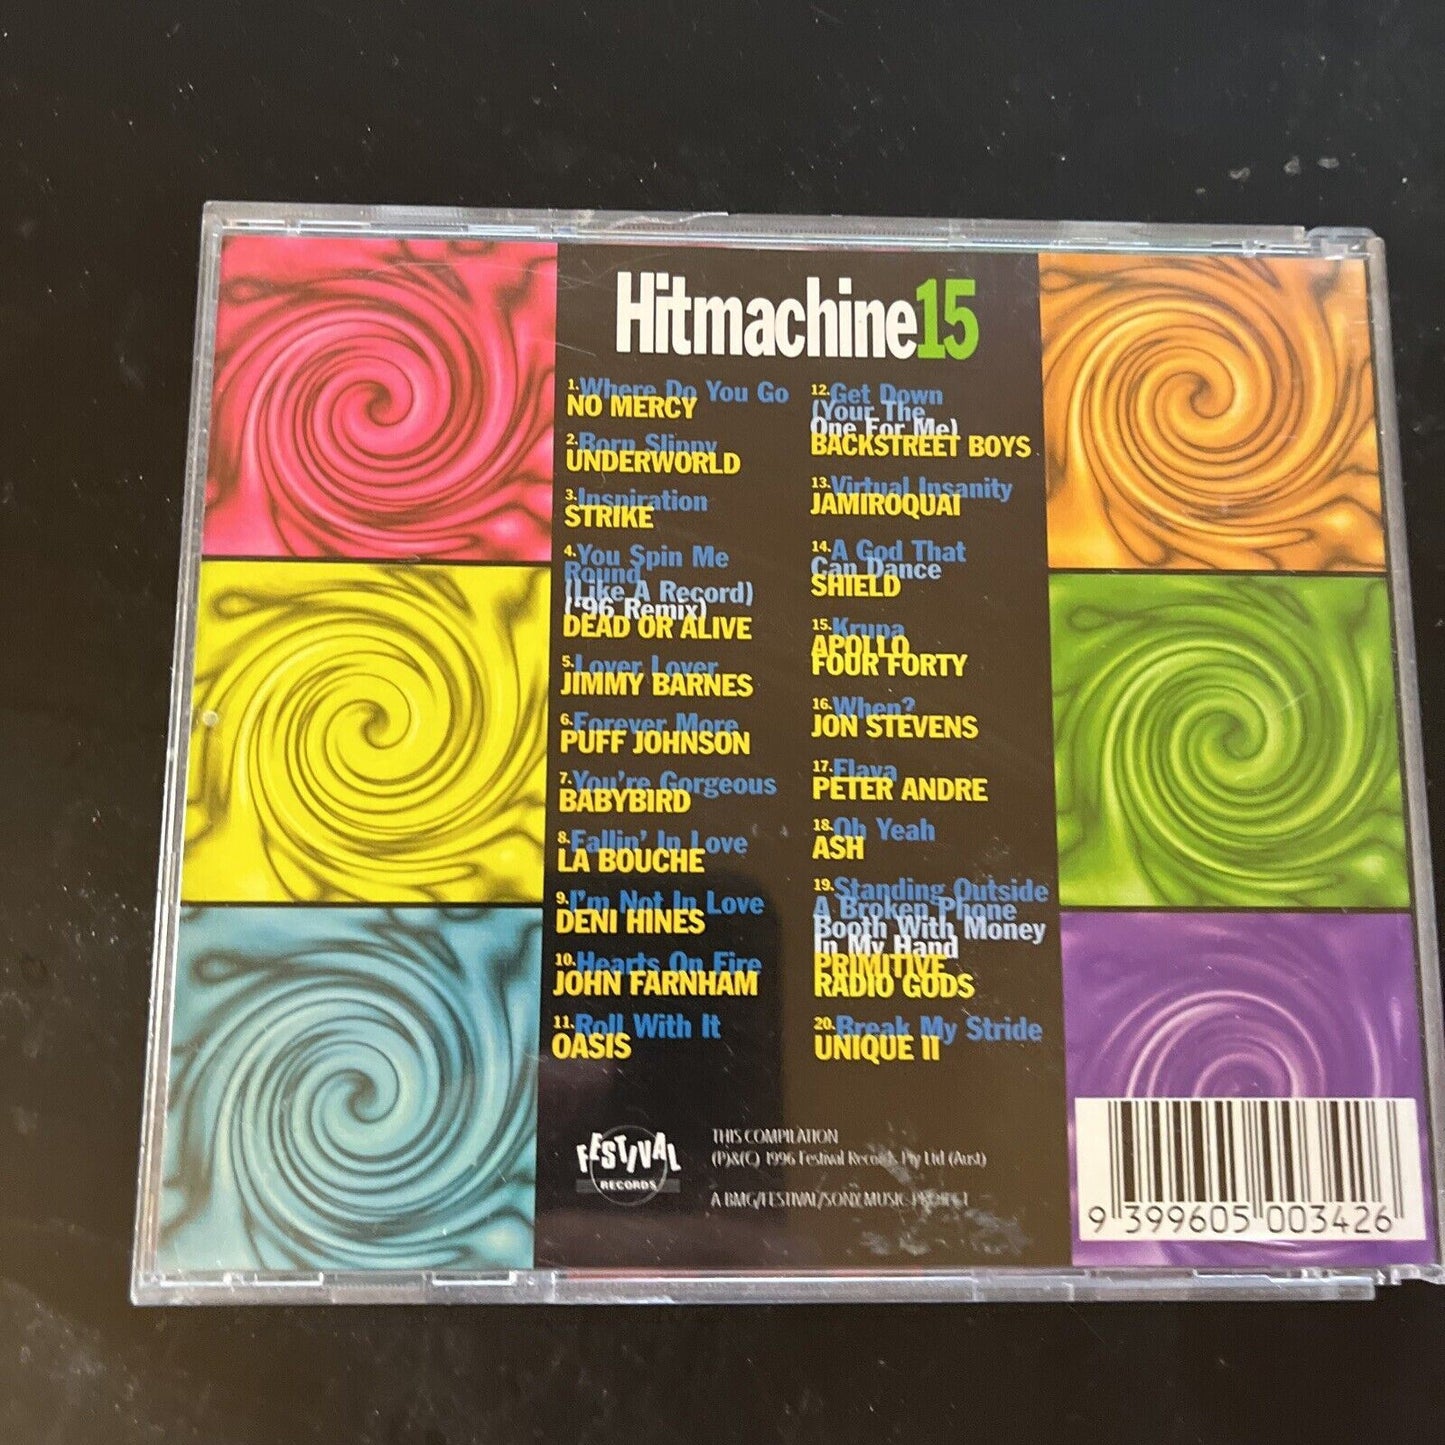 Hitmachine15
1.Where Do You Go
NO MERCY
2.Born Slippy
UNDERWORLD
3.Inspiration
STRIKE
4.You Spin Me
Round
(Like A Record)
('96 Remix)
DEAD OR ALIVE
5.Lover Lover
JIMMY BARNES
6.Forever More
PUFF JOHNSON
7.You're Gorgeous
BABYBIRD
8.Fallin' In Love
LA BOUCHE
9.I'm Not In Love
DENI HINES
10.Hearts On Fire
JOHN FARNHAM
11.Roll With It
OASIS
12.Get Down
(Your The
One For Me)
BACKSTREET BOYS
13.Virtual Insanity
JAMIROQUAI
14.A God That
Can Dance
SHIELD
15.Krupa
APOLLO
FOUR FORTY
16.When?
JON STEVENS
17.Flava
PETER ANDRE
18.Oh Yeah
ASH
19.Standing Outside
A Broken Phone
Booth With Money
In My Hand
PRIMITIVE
RADIO GODS
20.Break My Stride
UNIQUE II
FESTIVAL
RECORDS
THIS COMPILATION
(P)&(C) 1996 Festival Records Pty Ltd (Aust)
A BMG/FESTIVAL/SONY MUSIC PROJECT
9 399605 003426